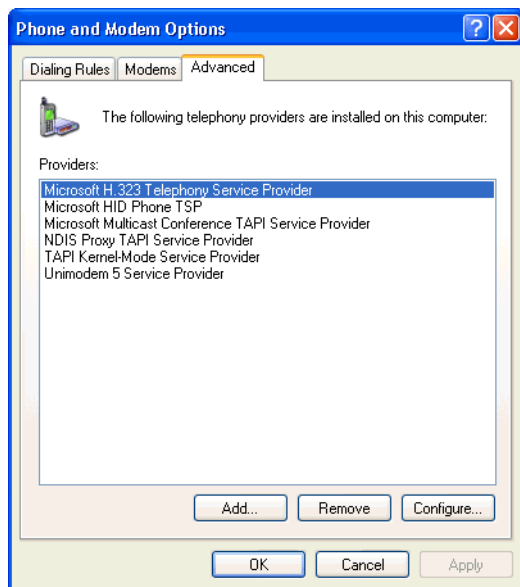 Phone and Modem Options
Dialing Rules Modems Advanced
The following telephony providers are installed on this computer:
Providers:
Microsoft H.323 Telephony Service Provider
Microsoft HID Phone TSP
Microsoft Multicast Conference TAPI Service Provider
NDIS Proxy TAPI Service Provider
TAPI Kernel-Mode Service Provider
Unimodem 5 Service Provider
Add... Remove Configure...
OK Cancel Apply